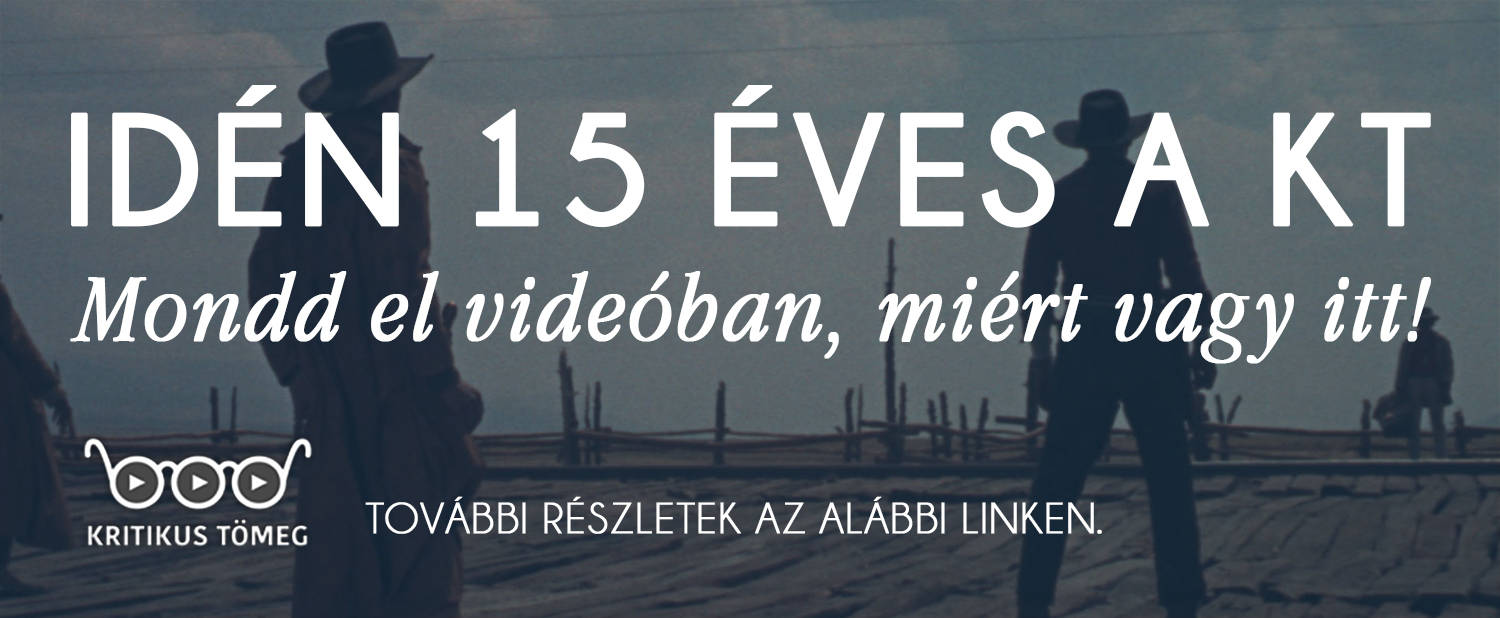 IDÉN 15 ÉVES A KT
Mondd el videóban, miért vagy itt!
KRITIKUS TÖMEG
TOVÁBBI RÉSZLETEK AZ ALÁBBI LINKEN.